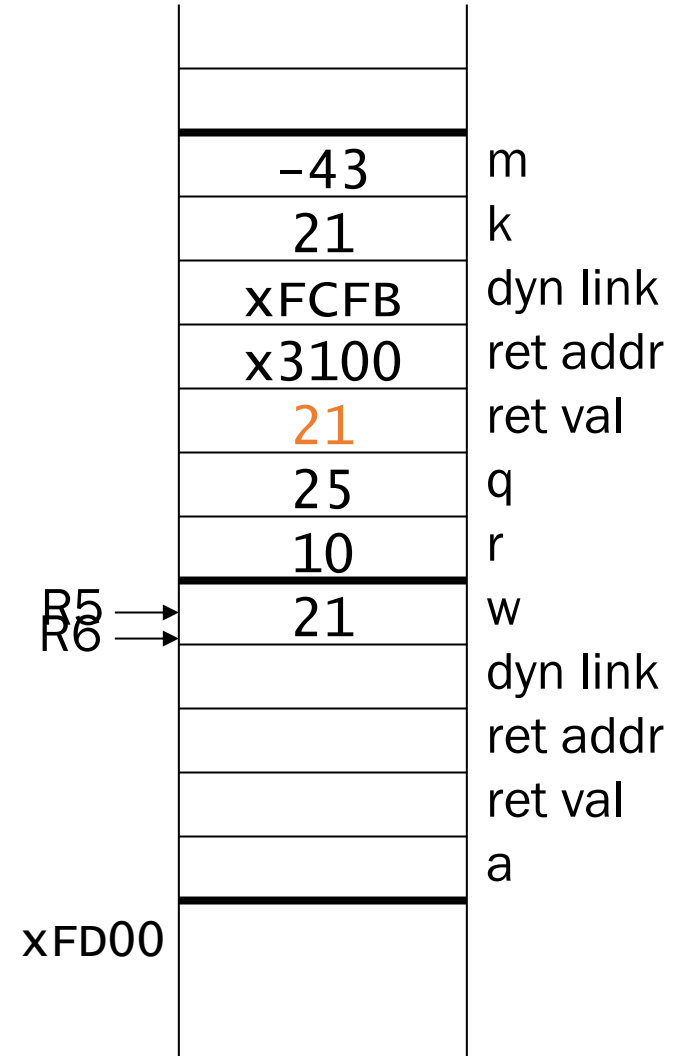 -43 m
21 k
xFCFB dyn link
x3100 ret addr
21 ret val
25 q
10 r
R5 21 w
R6
dyn link
ret addr
ret val
a
xFD00